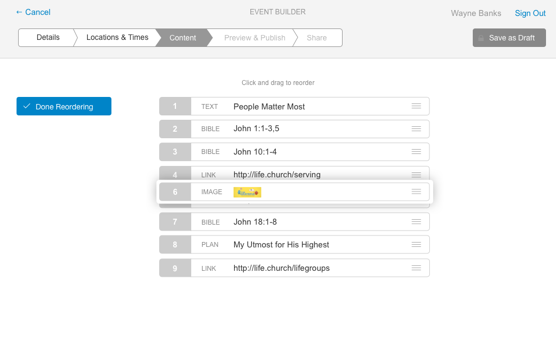 ← Cancel
EVENT BUILDER
Wayne Banks
Sign Out
Details
Locations & Times
Content
Preview & Publish
Share
Save as Draft
Click and drag to reorder
Done Reordering
1 TEXT People Matter Most
2 BIBLE John 1:1-3,5
3 BIBLE John 10:1-4
4 LINK http://life.church/serving
6 IMAGE
7 BIBLE John 18:1-8
8 PLAN My Utmost for His Highest
9 LINK http://life.church/lifegroups